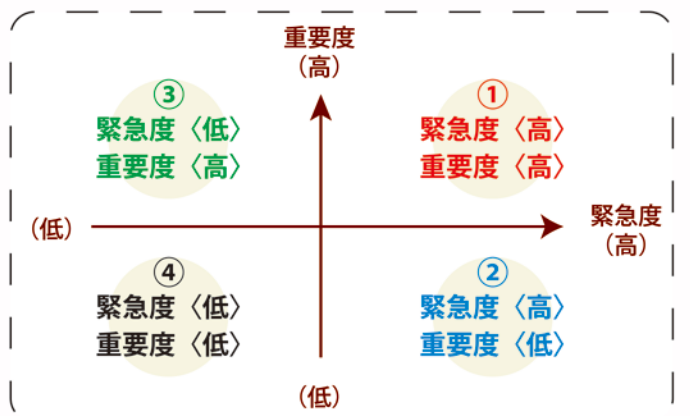 重要度
（高）
③
緊急度〈低〉
重要度〈高〉
①
緊急度〈高〉
重要度〈高〉
（低）
緊急度
（高）
④
緊急度〈低〉
重要度〈低〉
②
緊急度〈高〉
重要度〈低〉
（低）